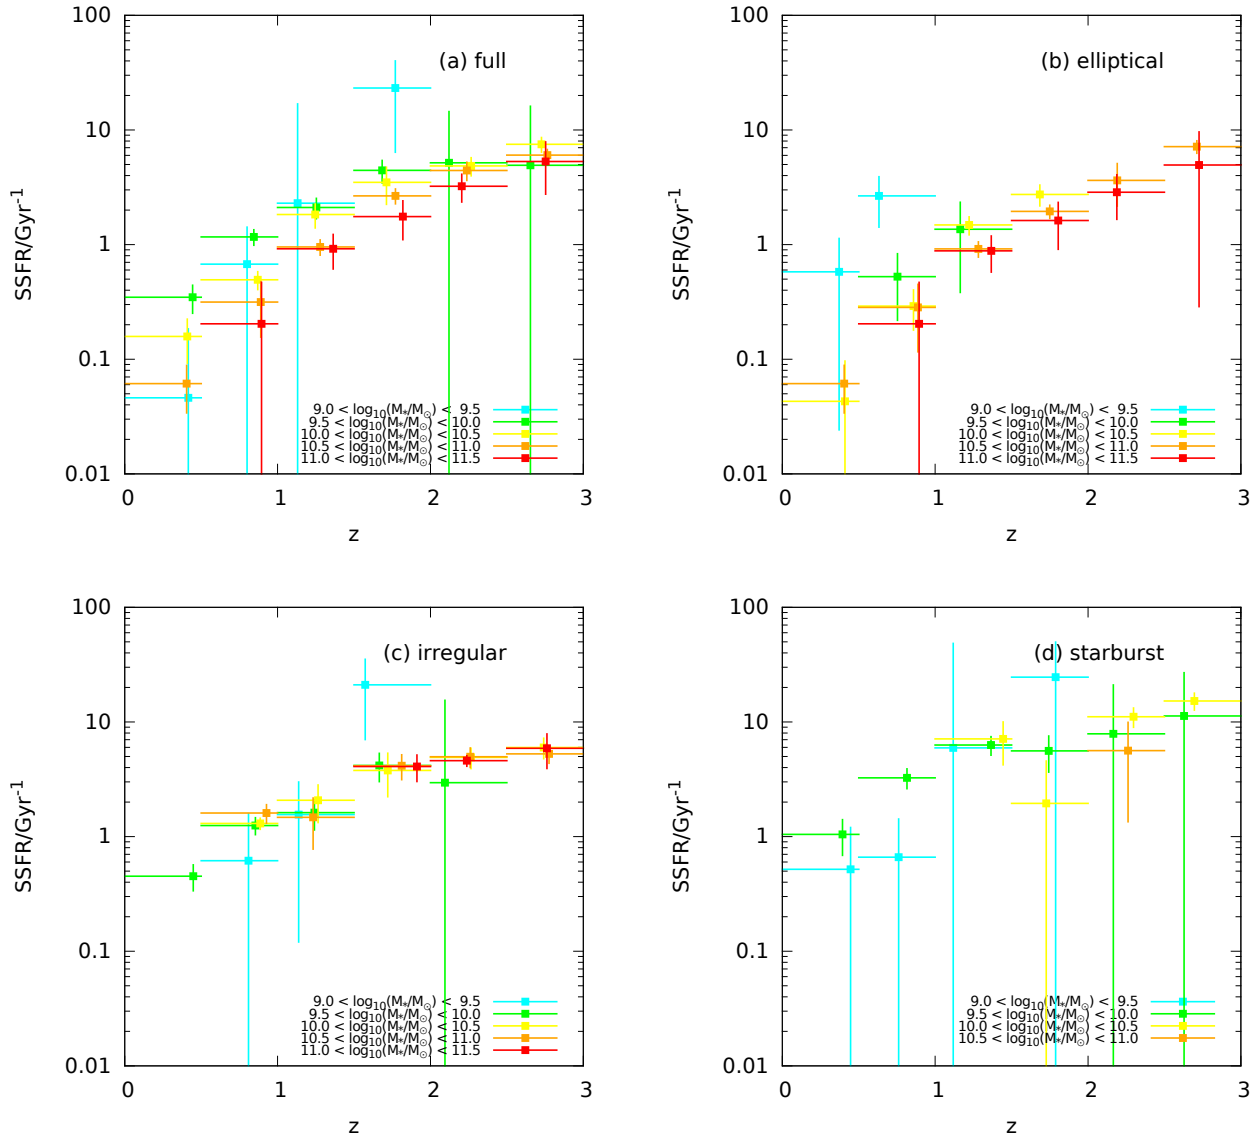 100
10
1
0.1
0.01
SSFR/Gyr⁻¹
(a) full
9.0 < log₁₀(M*/M☉) < 9.5
9.5 < log₁₀(M*/M☉) < 10.0
10.0 < log₁₀(M*/M☉) < 10.5
10.5 < log₁₀(M*/M☉) < 11.0
11.0 < log₁₀(M*/M☉) < 11.5
0 1 2 3
z
100
10
1
0.1
0.01
SSFR/Gyr⁻¹
(b) elliptical
9.0 < log₁₀(M*/M☉) < 9.5
9.5 < log₁₀(M*/M☉) < 10.0
10.0 < log₁₀(M*/M☉) < 10.5
10.5 < log₁₀(M*/M☉) < 11.0
11.0 < log₁₀(M*/M☉) < 11.5
0 1 2 3
z
100
10
1
0.1
0.01
SSFR/Gyr⁻¹
(c) irregular
9.0 < log₁₀(M*/M☉) < 9.5
9.5 < log₁₀(M*/M☉) < 10.0
10.0 < log₁₀(M*/M☉) < 10.5
10.5 < log₁₀(M*/M☉) < 11.0
11.0 < log₁₀(M*/M☉) < 11.5
0 1 2 3
z
100
10
1
0.1
0.01
SSFR/Gyr⁻¹
(d) starburst
9.0 < log₁₀(M*/M☉) < 9.5
9.5 < log₁₀(M*/M☉) < 10.0
10.0 < log₁₀(M*/M☉) < 10.5
10.5 < log₁₀(M*/M☉) < 11.0
0 1 2 3
z